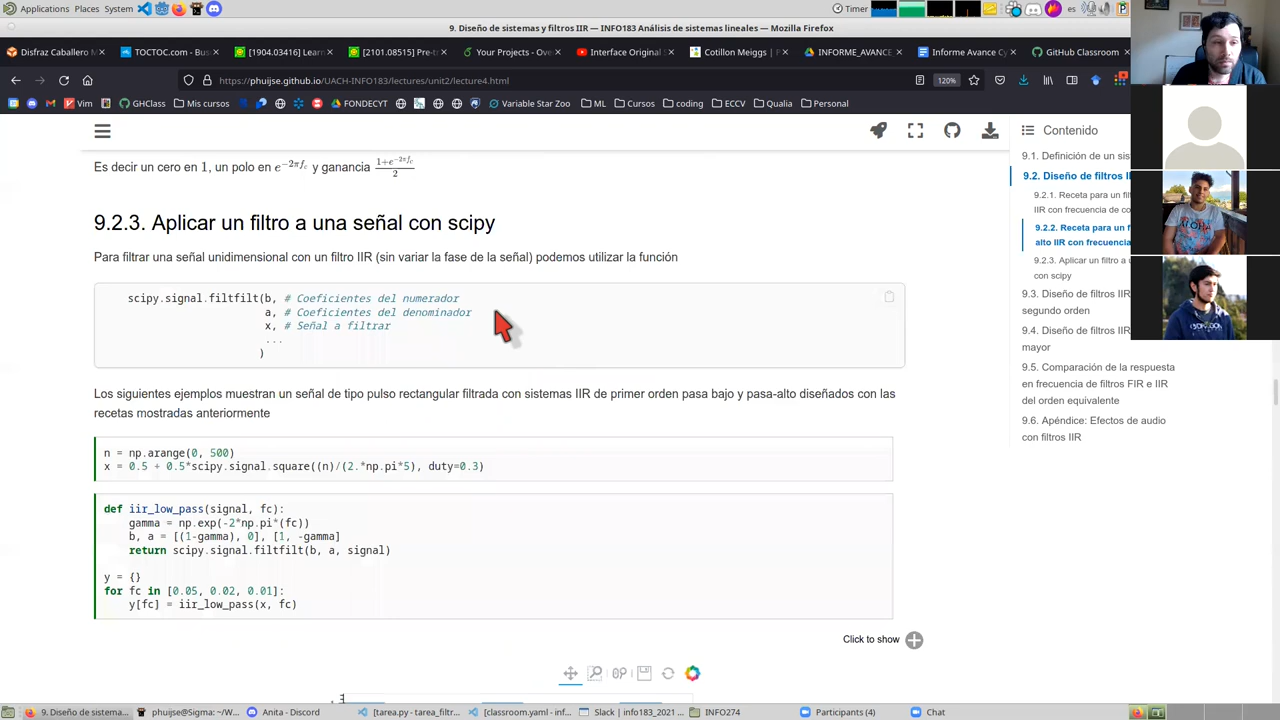 Applications Places System
Timer
es
9. Diseño de y filtros IIR — INFO183 Análisis de sistemas lineales — Mozilla Firefox
Disfraz Caballero M
TOCTOC.com - Bus
[1904.03416] Lear
[2101.08515] Pre
Your P
Interface Original
Cotillon Meiggs | P
INFORME_AVANCE
Informe Avance Cy
GitHub Classroom
https://phuijse.github.io/UACH-INFO183/lectures/unit2/lecture4.html
120%
Vim
GHClass
Mis cursos
FONDECYT
Variable Star Zoo
ML
Cursos
coding
ECCV
Qualia
Personal
Es decir un cero en 1, un polo en e^{-2πf_c} y ganancia \frac{1+e^{-2πf_c}}{2}
9.2.3. Aplicar un filtro a una señal con scipy
Para filtrar una señal unidimensional con un filtro IIR (sin variar la fase de la señal) podemos utilizar la función
scipy.signal.filtfilt(b, # Coeficientes del numerador
a, # Coeficientes del denominador
x, # Señal a filtrar
...
)
Los siguientes ejemplos muestran un señal de tipo pulso rectangular filtrada con sistemas IIR de primer orden pasa bajo y pasa-alto diseñados con las
recetas mostradas anteriormente
n = np.arange(0, 500)
x = 0.5 + 0.5*scipy.signal.square((n)/(2.*np.pi*5), duty=0.3)
def iir_low_pass(signal, fc):
gamma = np.exp(-2*np.pi*(fc))
b, a = [(1-gamma), 0], [1, -gamma]
return scipy.signal.filtfilt(b, a, signal)
y = {}
for fc in [0.05, 0.02, 0.01]:
y[fc] = iir_low_pass(x, fc)
Click to show
3
Contenido
9.1. Definición de un sis
9.2. Diseño de filtros II
9.2.1. Receta para un fil
IIR con frecuencia de co
9.2.2. Receta para un f
alto IIR con frecuencia
9.2.3. Aplicar un filtro a u
con scipy
9.3. Diseño de filtros IIR
segundo orden
9.4. Diseño de filtros IIR
mayor
9.5. Comparación de la respuesta
en frecuencia de filtros FIR e IIR
del orden equivalente
9.6. Apéndice: Efectos de audio
con filtros IIR
9. Diseño de sistema...
phuijse@Sigma: ~/W...
Anita - Discord
[tarea.py - tarea_filtr...
[classroom.yaml - inf...
Slack | info183_2021 ...
INFO274
Participants (4)
Chat